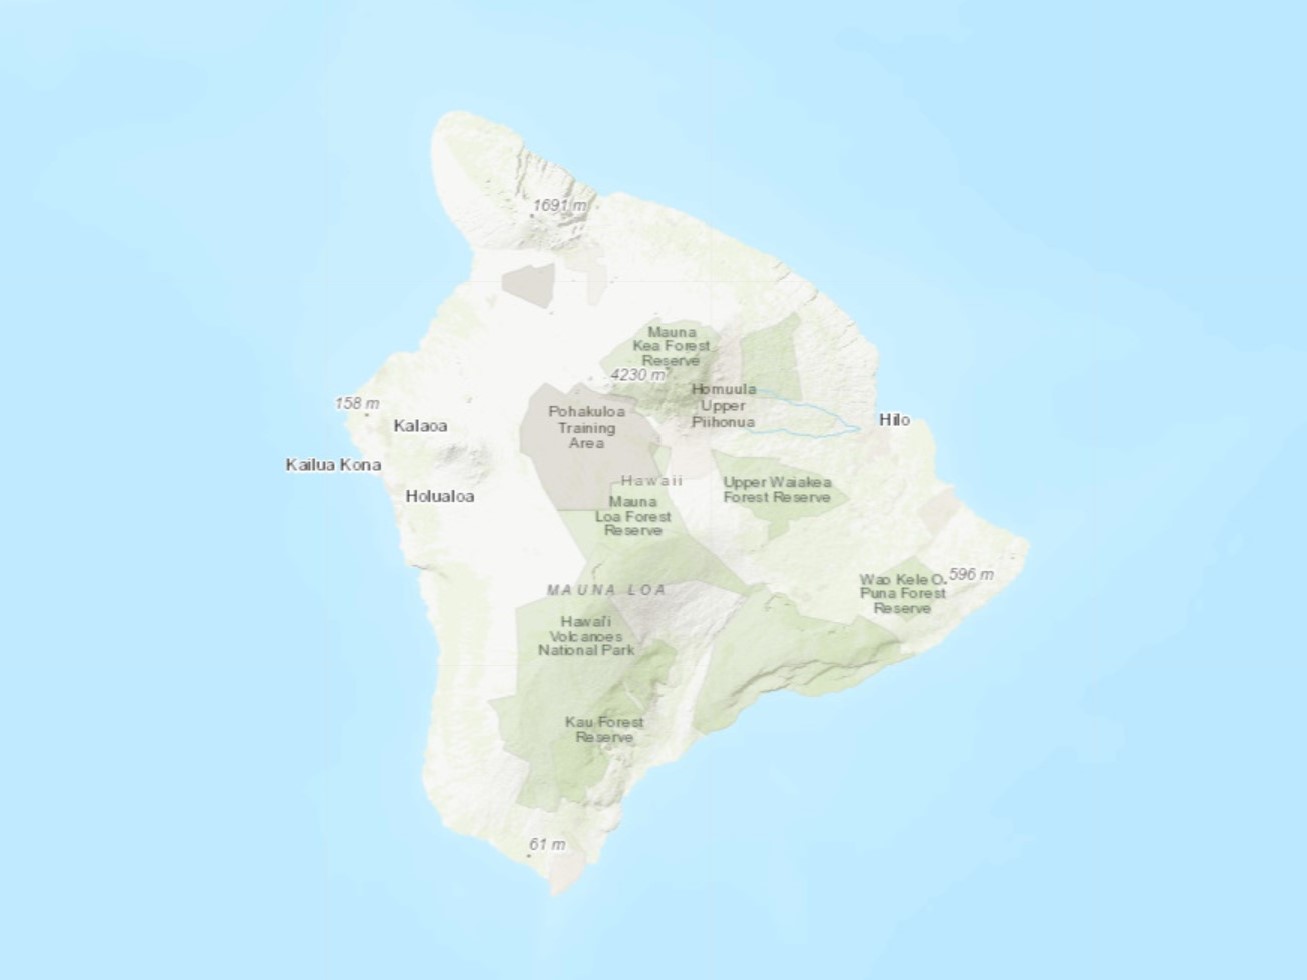 1691 m
Mauna
Kea Forest
Reserve
4230 m
Homuula
Upper
Piihonua
158 m
Kalaoa
Pohakuloa
Training
Area
Hilo
Kailua Kona
Holualoa
Hawaii
Mauna
Loa Forest
Reserve
Upper Waiakea
Forest Reserve
MAUNA LOA
Wao Kele O.
Puna Forest
Reserve
596 m
Hawai'i
Volcanoes
National Park
Kau Forest
Reserve
61 m